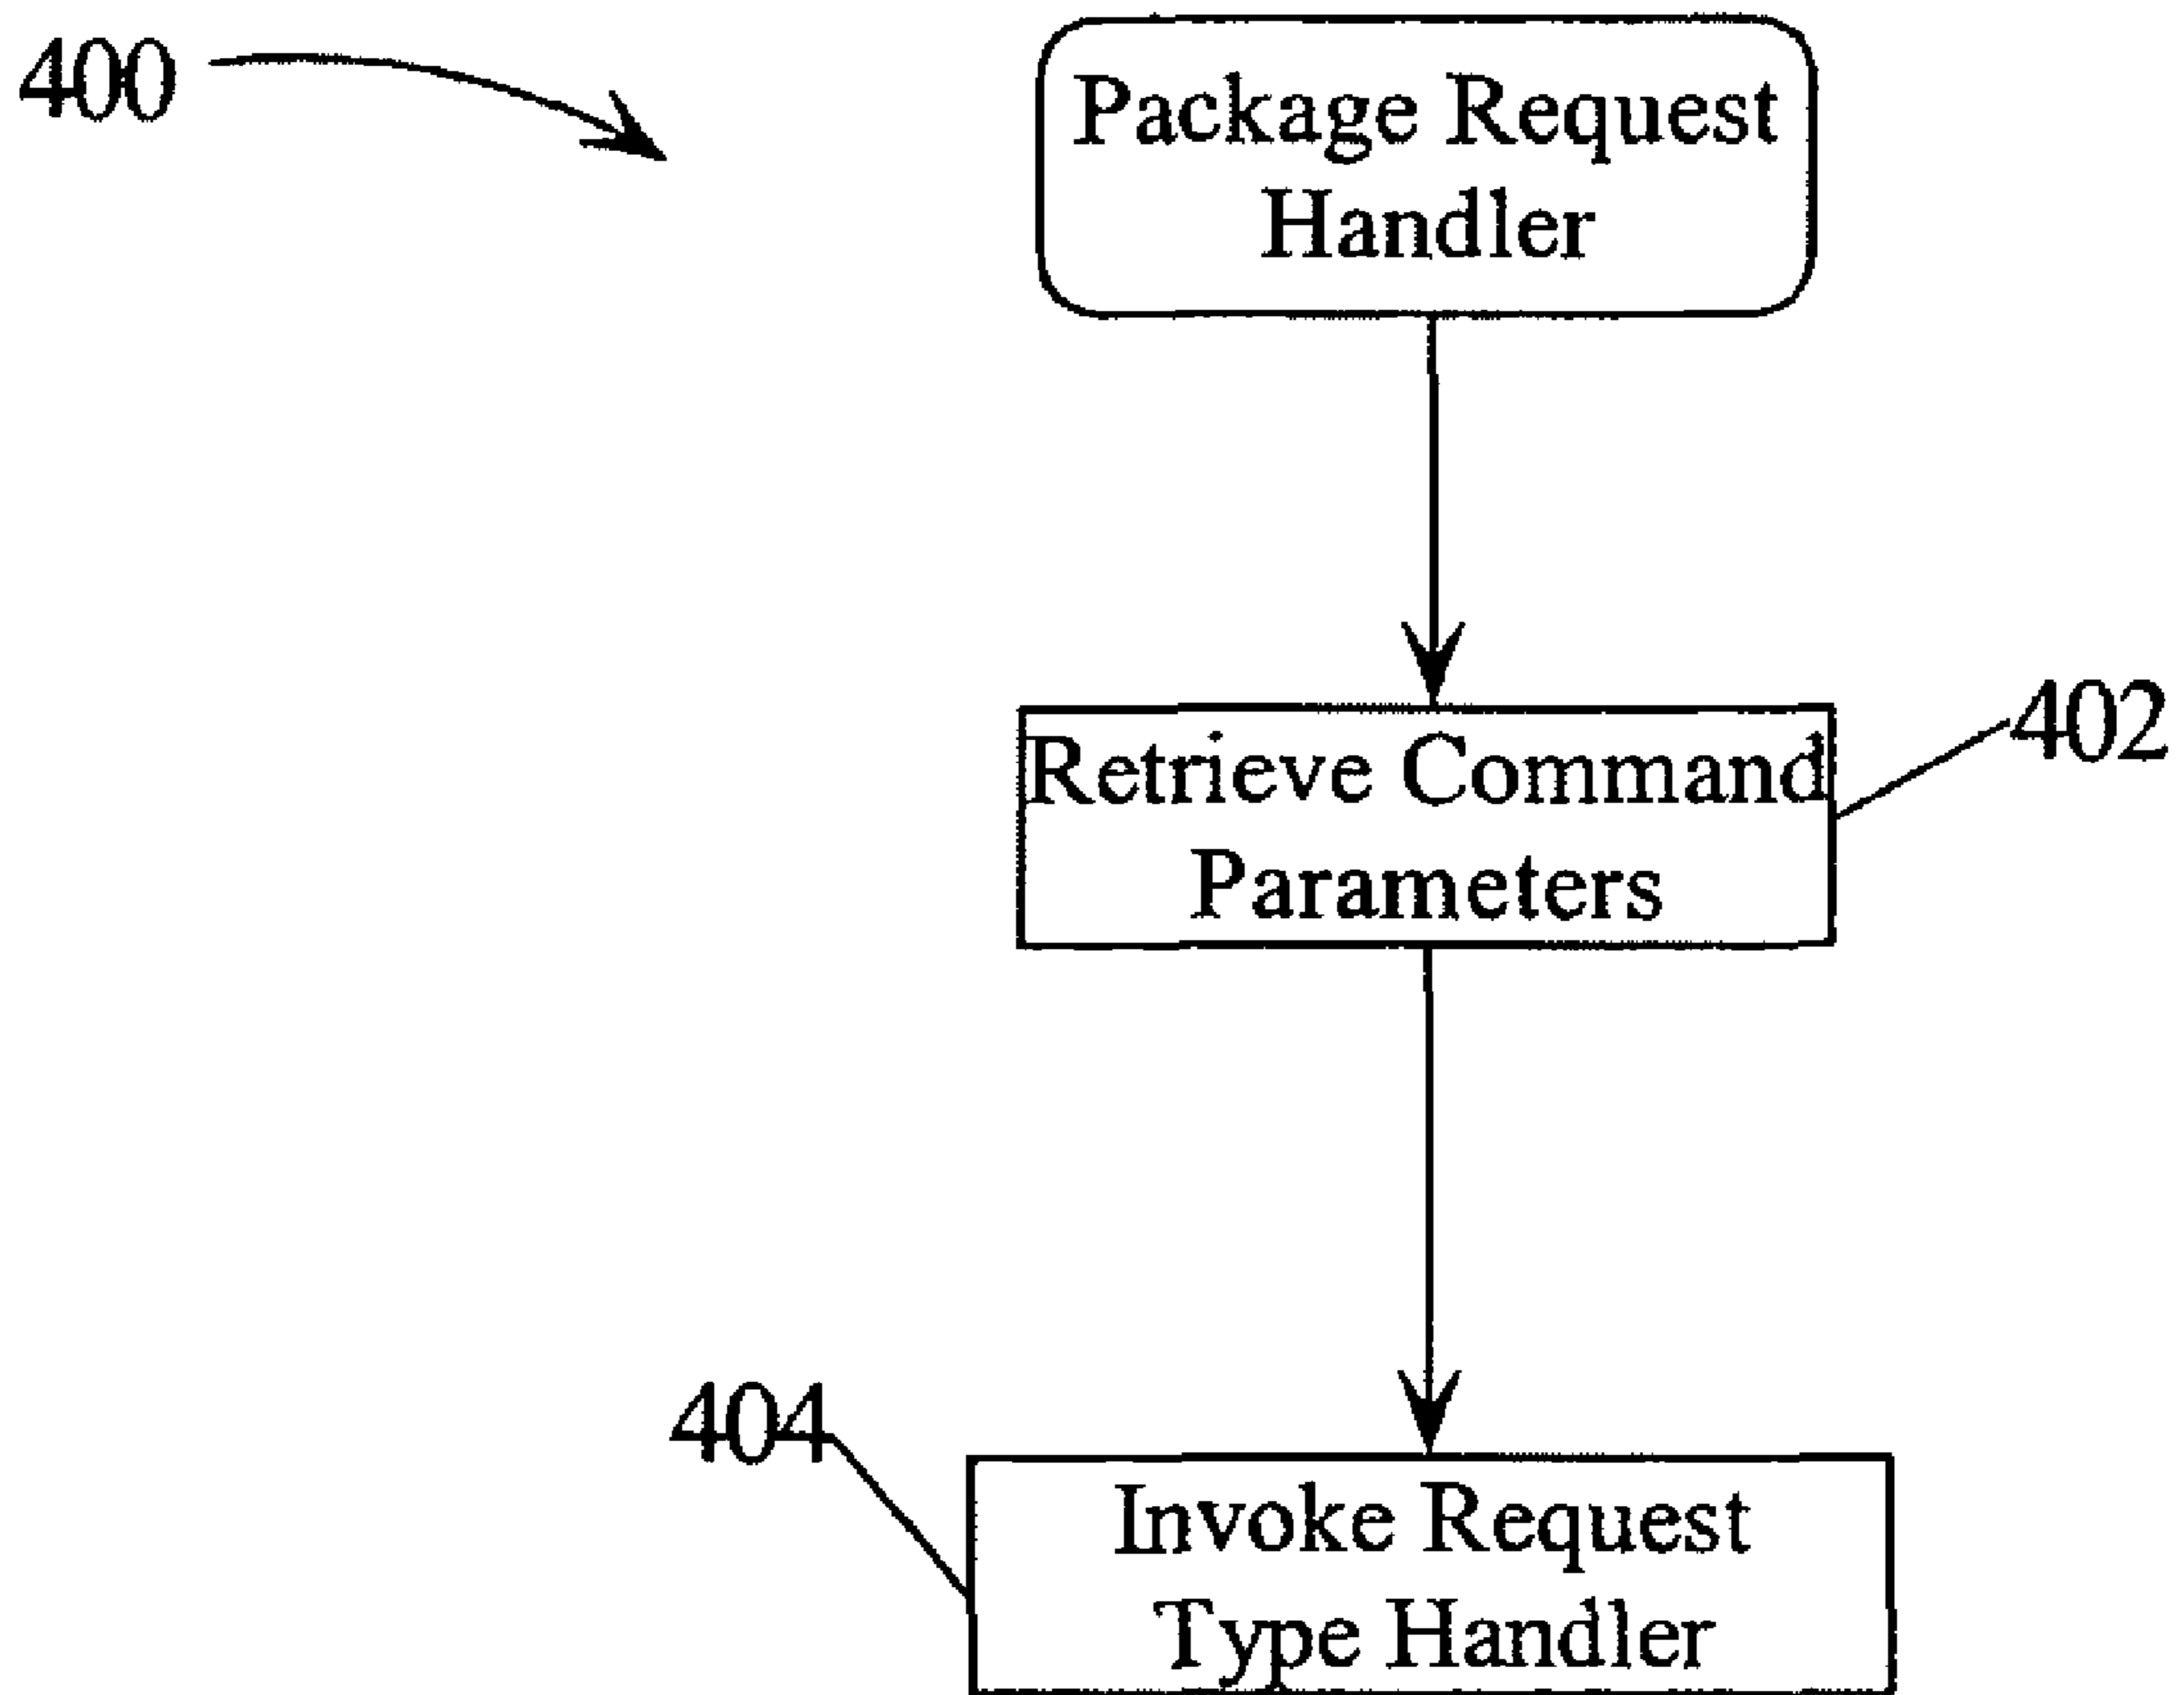 400
Package Request
Handler
Retrieve Command
Parameters
402
404
Invoke Request
Type Handler